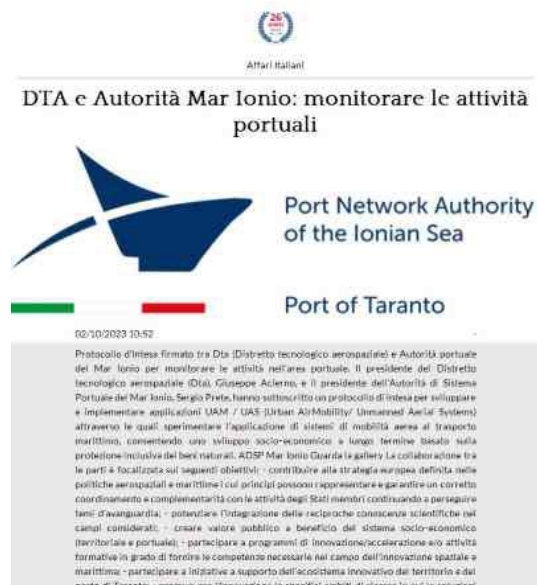 26
Affari Italiani
DTA e Autorità Mar Ionio: monitorare le attività
portuali
Port Network Authority
of the Ionian Sea
Port of Taranto
02/10/2023 10:52
Protocollo d'intesa firmato tra Dta (Distretto tecnologico aerospaziale) e Autorità portuale
del Mar Ionio per monitorare le attività nell'area portuale. Il presidente del Distretto
tecnologico aerospaziale (Dta), Giuseppe Acierno, e il presidente dell'Autorità di Sistema
Portuale del Mar Ionio, Sergio Prete, hanno sottoscritto un protocollo di intesa per sviluppare
e implementare applicazioni UAM / UAS (Urban AirMobility/ Unmanned Aerial Systems)
attraverso le quali sperimentare l'applicazione di sistemi di mobilità aerea al trasporto
marittimo, consentendo uno sviluppo socio-economico a lungo termine basato sulla
protezione inclusiva dei beni naturali. ADSP Mar Ionio Guarda la gallery La collaborazione tra
le parti è focalizzata sui seguenti obiettivi: - contribuire alla strategia europea definita nelle
politiche aerospaziali e marittime i cui principi possono rappresentare e garantire un corretto
coordinamento e complementarità con le attività degli Stati membri continuando a perseguire
temi d'avanguardia; - potenziare l'integrazione delle reciproche conoscenze scientifiche nei
campi considerati; - creare valore pubblico a beneficio del sistema socio-economico
(territoriale e portuale); - partecipare a programmi di innovazione/accelerazione e/o attività
formative in grado di fornire le competenze necessarie nel campo dell'innovazione spaziale e
marittima; - partecipare a iniziative a supporto dell'ecosistema innovativo del territorio e del